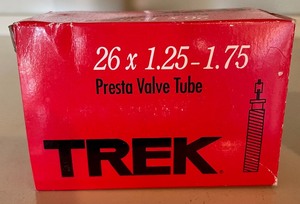 26 x 1.25-1.75
Presta Valve Tube
TREK